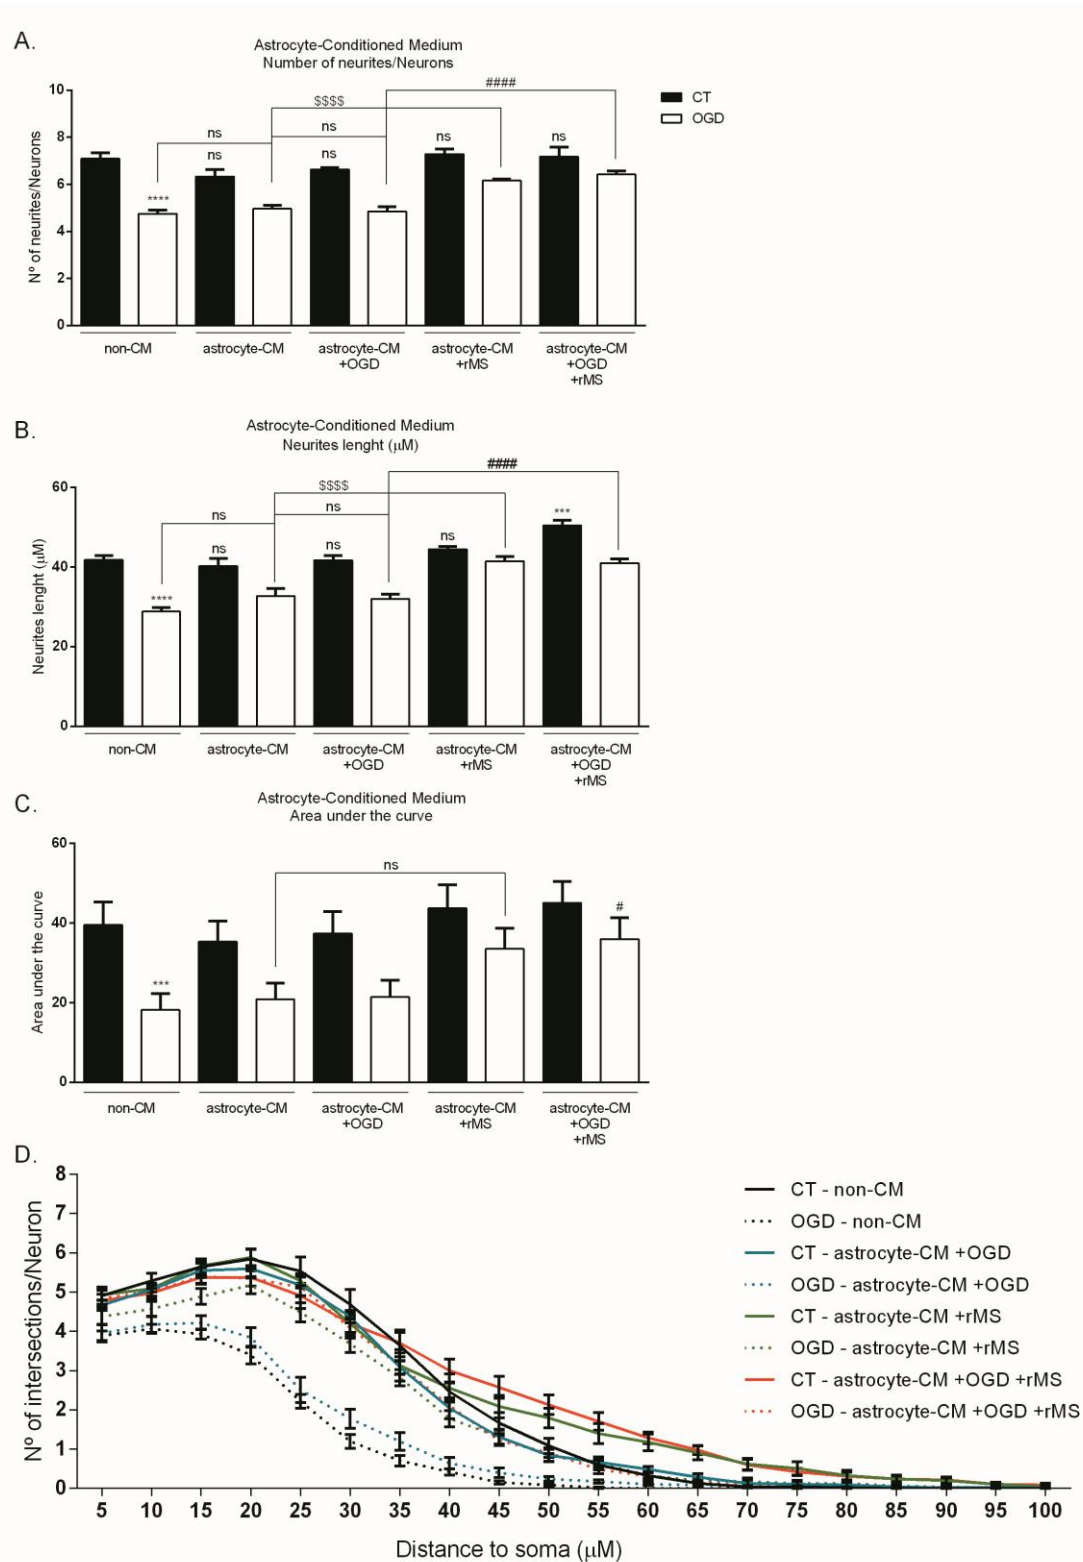 A.
Astrocyte-Conditioned Medium
Number of neurites/Neurons
Nº of neurites/Neurons
10
8
6
4
2
0
####
$$$$
ns
ns
ns
ns
ns
ns
****
CT
OGD
non-CM
astrocyte-CM
astrocyte-CM
+OGD
astrocyte-CM
+rMS
astrocyte-CM
+OGD
+rMS
B.
Astrocyte-Conditioned Medium
Neurites lenght (μM)
Neurites lenght (μM)
60
40
20
0
####
$$$$
ns
ns
***
ns
ns
ns
****
non-CM
astrocyte-CM
astrocyte-CM
+OGD
astrocyte-CM
+rMS
astrocyte-CM
+OGD
+rMS
C.
Astrocyte-Conditioned Medium
Area under the curve
Area under the curve
60
40
20
0
ns
#
***
non-CM
astrocyte-CM
astrocyte-CM
+OGD
astrocyte-CM
+rMS
astrocyte-CM
+OGD
+rMS
D.
Nº of intersections/Neuron
8
7
6
5
4
3
2
1
0
CT - non-CM
OGD - non-CM
CT - astrocyte-CM +OGD
OGD - astrocyte-CM +OGD
CT - astrocyte-CM +rMS
OGD - astrocyte-CM +rMS
CT - astrocyte-CM +OGD +rMS
OGD - astrocyte-CM +OGD +rMS
5 10 15 20 25 30 35 40 45 50 55 60 65 70 75 80 85 90 95 100
Distance to soma (μM)